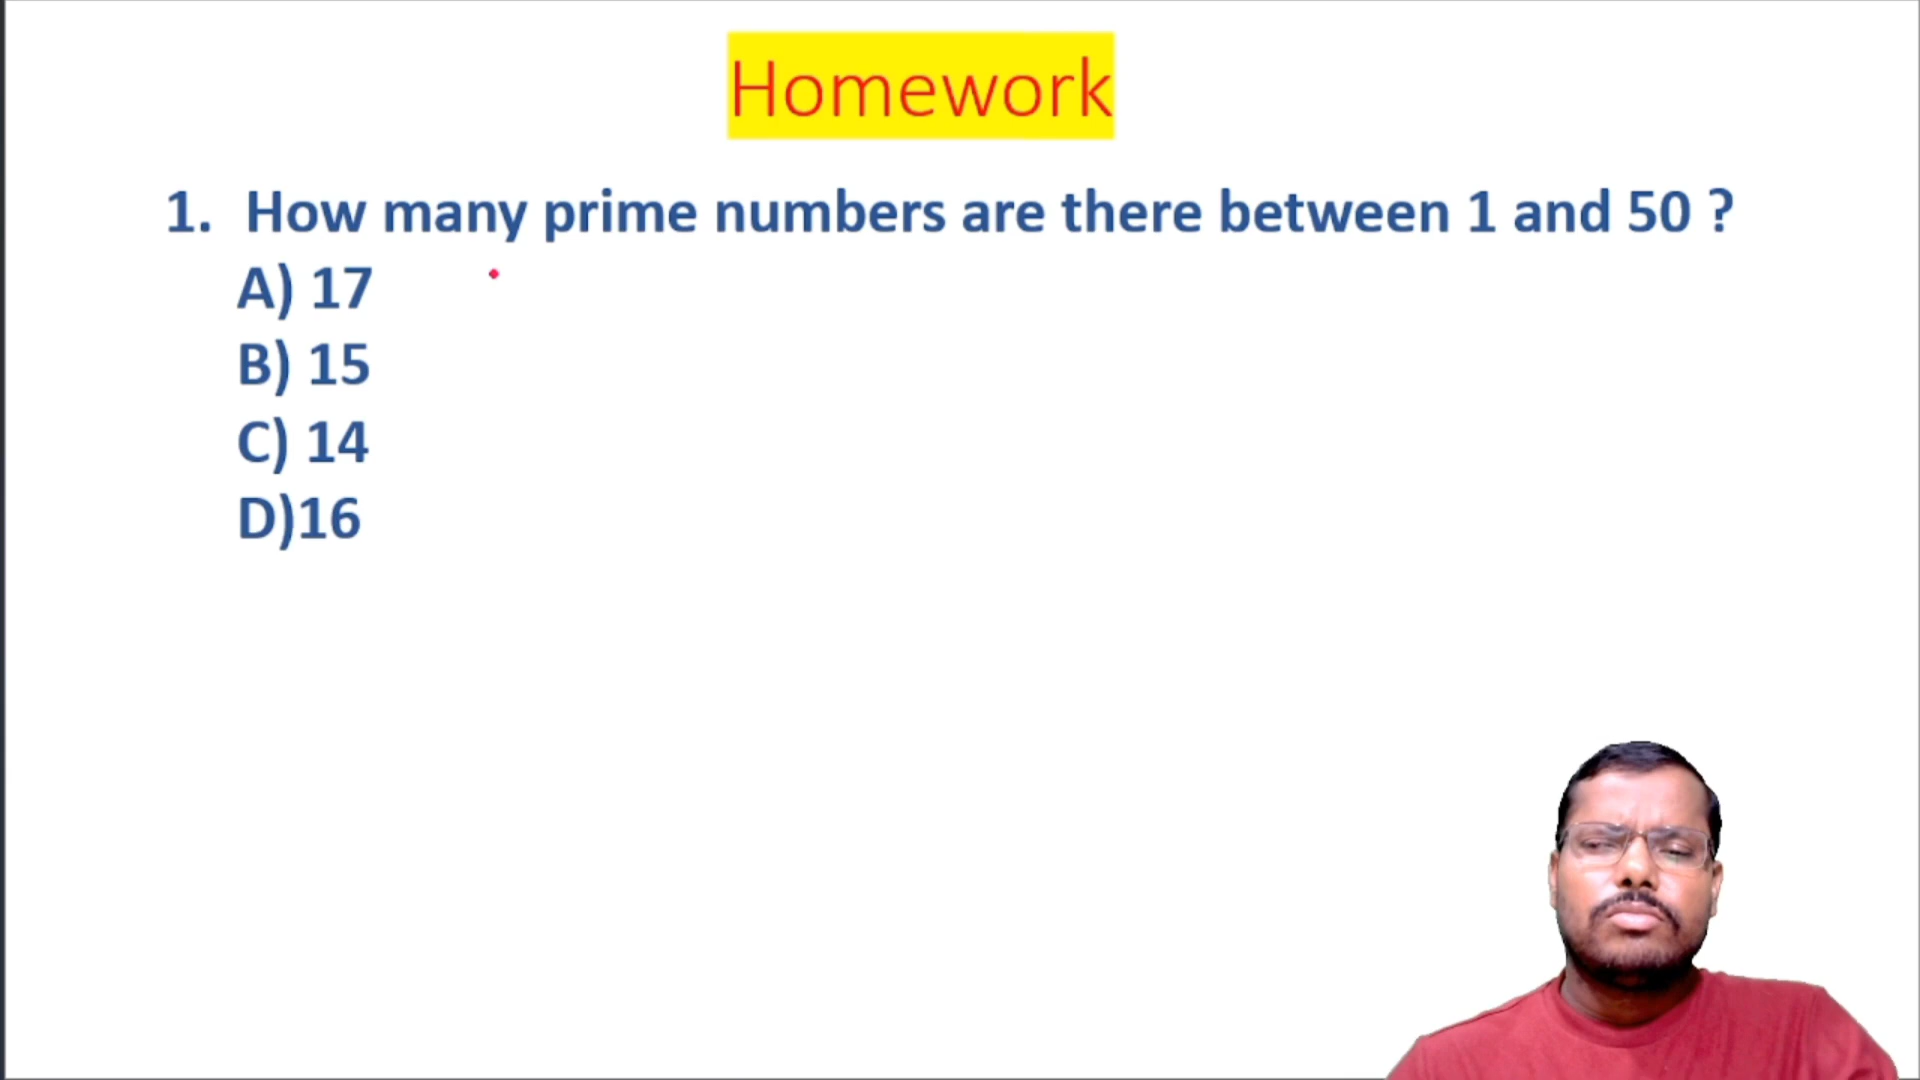 Homework
1. How many prime numbers are there between 1 and 50 ?
A) 17
B) 15
C) 14
D)16